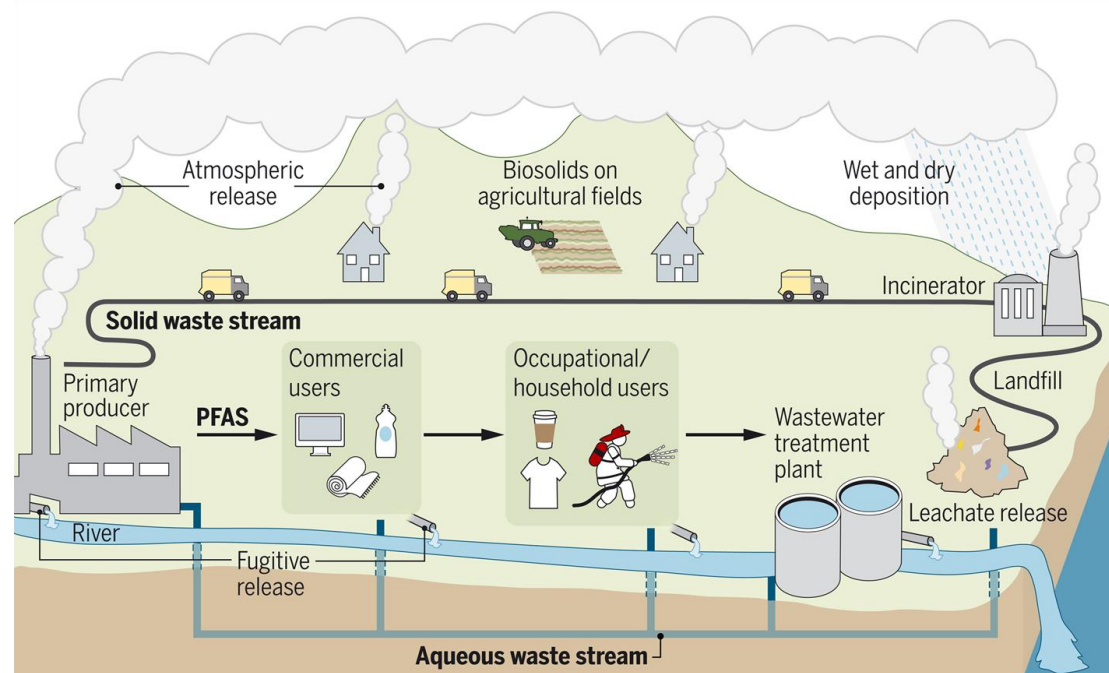 Atmospheric
release
Biosolids on
agricultural fields
Wet and dry
deposition
Incinerator
Solid waste stream
Primary
producer
PFAS
Commercial
users
Occupational/
household users
Wastewater
treatment
plant
Landfill
Leachate release
River
Fugitive
release
Aqueous waste stream